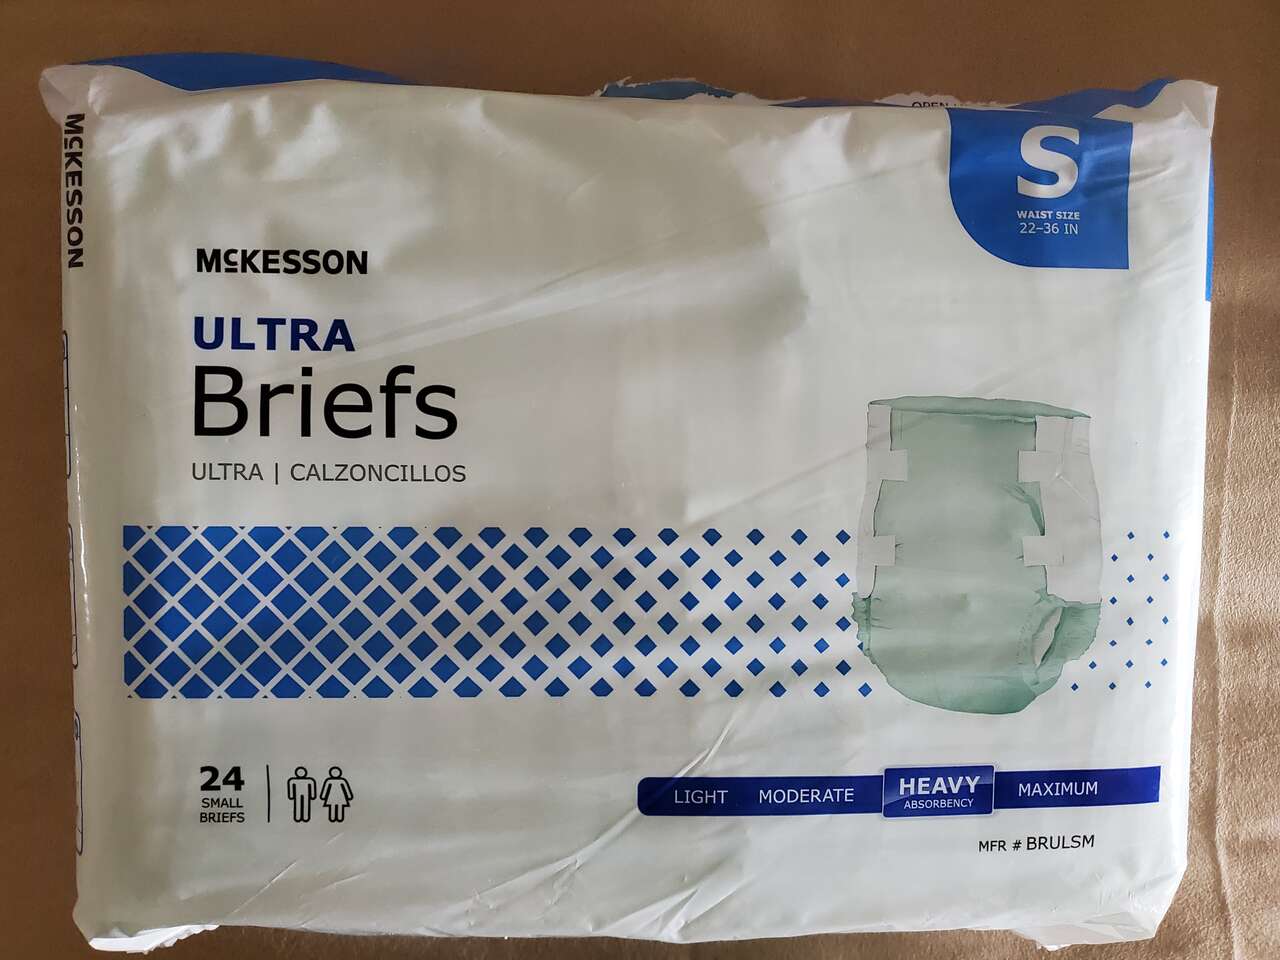 OPEN
McKESSON
S
WAIST SIZE
22–36 IN
McKESSON
ULTRA
Briefs
ULTRA | CALZONCILLOS
24
SMALL
BRIEFS
LIGHT MODERATE HEAVY ABSORBENCY MAXIMUM
MFR # BRULSM